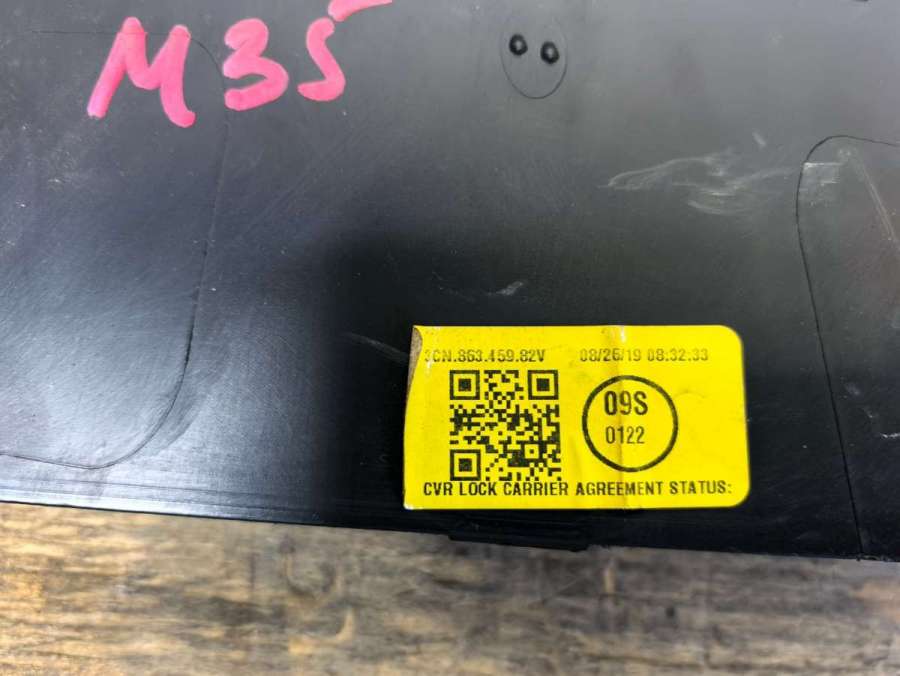 M35
3CN.863.459.82V 08/26/19 08:32:33
09S
0122
CVR LOCK CARRIER AGREEMENT STATUS: